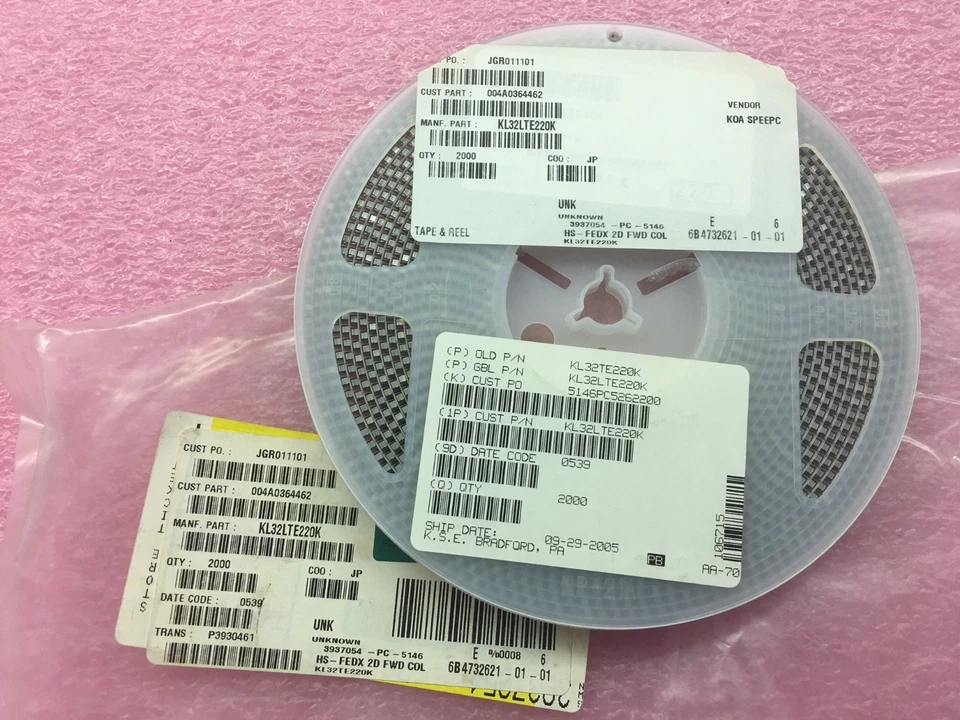 PO. : JGR011101
CUST PART : 004A0364462
MANF. PART : KL32LTE220K
QTY : 2000
COO : JP
VENDOR
KOA SPEEPC
UNK
UNKNOWN
3937054 - PC - 5146
HS - FEDX 2D FWD COL
KL32TE220K
TAPE & REEL
E 6
6B4732621 - 01 - 01
(P) OLD P/N KL32TE220K
(P) GBL P/N KL32LTE220K
(K) CUST PO 5146PC5262200
(1P) CUST P/N KL32LTE220K
(9D) DATE CODE 0539
(Q) QTY 2000
SHIP DATE: 09-29-2005
K.S.E. BRADFORD, PA
PB
106715
AA-70
CUST PO. : JGR011101
CUST PART : 004A0364462
MANF. PART : KL32LTE220K
QTY : 2000
COO : JP
DATE CODE : 0539
TRANS : P3930461
UNK
UNKNOWN
3937054 - PC - 5146
HS - FEDX 2D FWD COL
KL32TE220K
E %0008 6
6B4732621 - 01 - 01